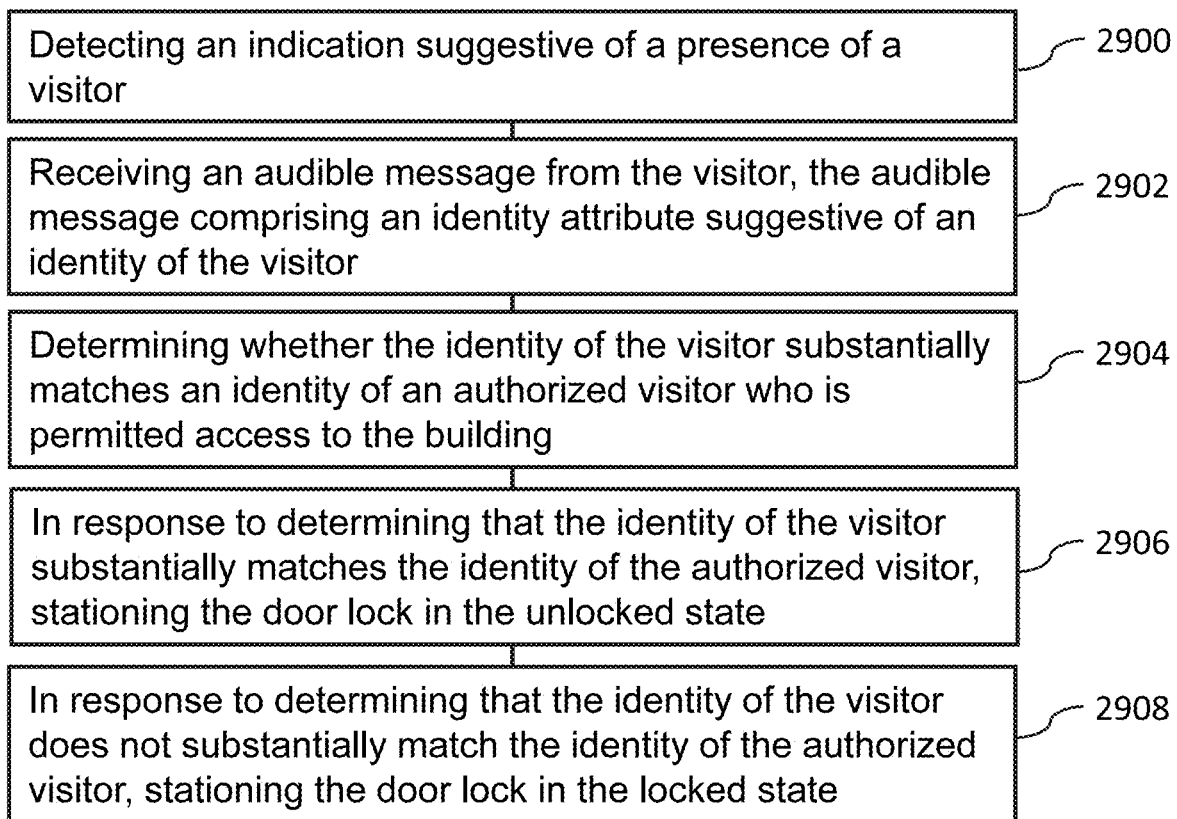 Detecting an indication suggestive of a presence of a
visitor
2900
Receiving an audible message from the visitor, the audible
message comprising an identity attribute suggestive of an
identity of the visitor
2902
Determining whether the identity of the visitor substantially
matches an identity of an authorized visitor who is
permitted access to the building
2904
In response to determining that the identity of the visitor
substantially matches the identity of the authorized visitor,
stationing the door lock in the unlocked state
2906
In response to determining that the identity of the visitor
does not substantially match the identity of the authorized
visitor, stationing the door lock in the locked state
2908